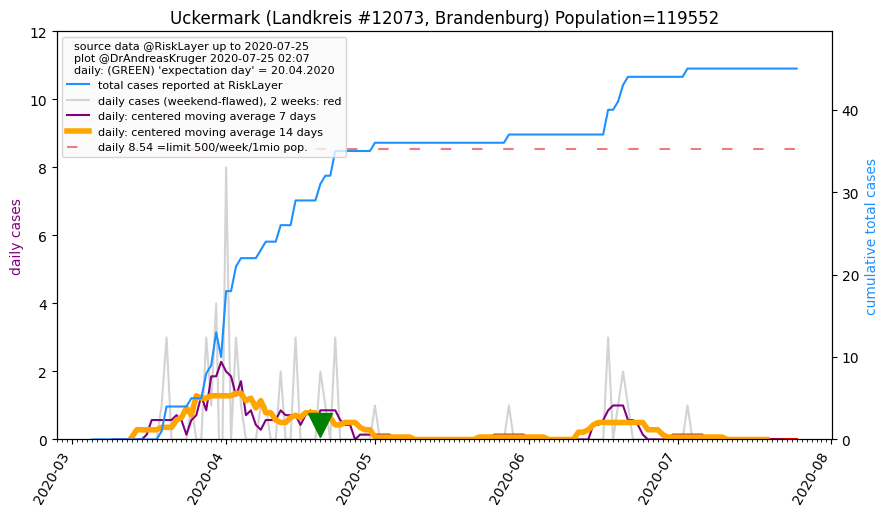 Uckermark (Landkreis #12073, Brandenburg) Population=119552
source data @RiskLayer up to 2020-07-25
plot @DrAndreasKruger 2020-07-25 02:07
daily: (GREEN) 'expectation day' = 20.04.2020
total cases reported at RiskLayer
daily cases (weekend-flawed), 2 weeks: red
daily: centered moving average 7 days
daily: centered moving average 14 days
daily 8.54 =limit 500/week/1mio pop.
daily cases
12
10
8
6
4
2
0
cumulative total cases
40
30
20
10
0
2020-03
2020-04
2020-05
2020-06
2020-07
2020-08